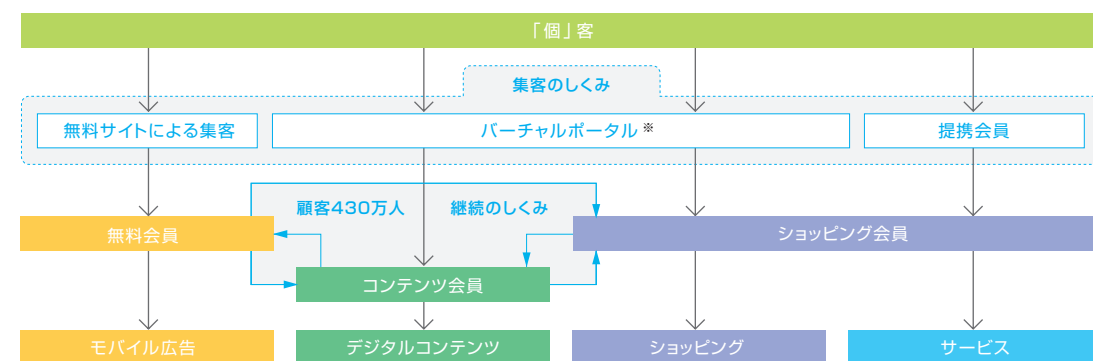 「個」客
集客のしくみ
無料サイトによる集客
バーチャルポータル※
提携会員
顧客430万人
継続のしくみ
無料会員
ショッピング会員
コンテンツ会員
モバイル広告
デジタルコンテンツ
ショッピング
サービス